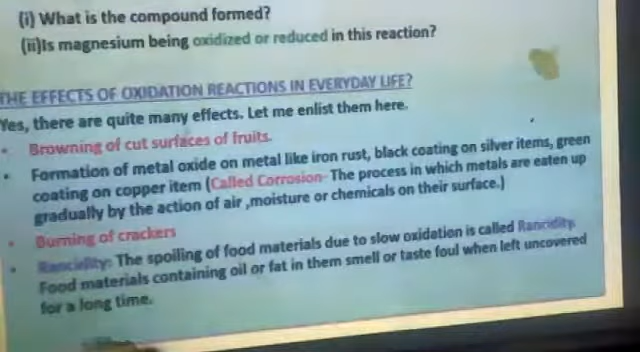 (i) What is the compound formed?
(ii)Is magnesium being oxidized or reduced in this reaction?
THE EFFECTS OF OXIDATION REACTIONS IN EVERYDAY LIFE?
Yes, there are quite many effects. Let me enlist them here.
• Browning of cut surfaces of fruits.
• Formation of metal oxide on metal like iron rust, black coating on silver items, green
coating on copper item (Called Corrosion- The process in which metals are eaten up
gradually by the action of air ,moisture or chemicals on their surface.)
• Burning of crackers
• Rancidity: The spoiling of food materials due to slow oxidation is called Rancidity.
Food materials containing oil or fat in them smell or taste foul when left uncovered
for a long time.